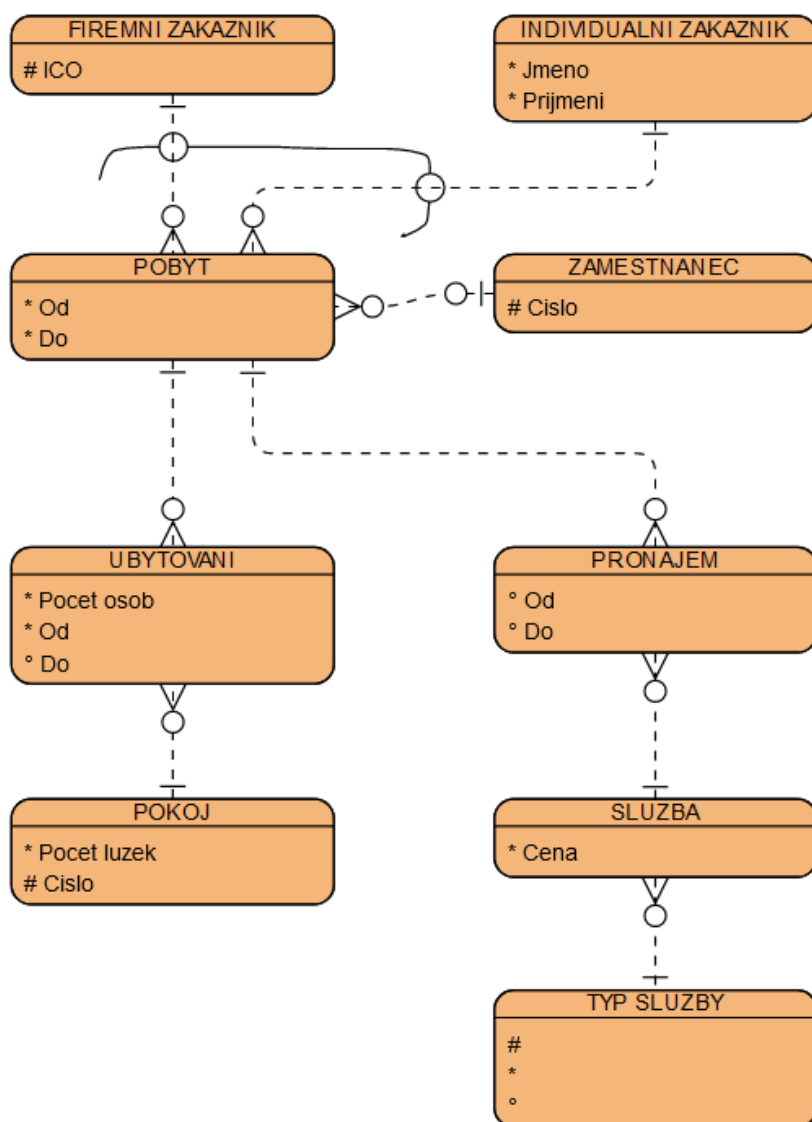 FIREMNI ZAKAZNIK
# ICO
INDIVIDUALNI ZAKAZNIK
* Jmeno
* Prijmeni
POBYT
* Od
* Do
ZAMESTNANEC
# Cislo
UBYTOVANI
* Pocet osob
* Od
° Do
PRONAJEM
° Od
° Do
POKOJ
* Pocet luzek
# Cislo
SLUZBA
* Cena
TYP SLUZBY
#
*
°